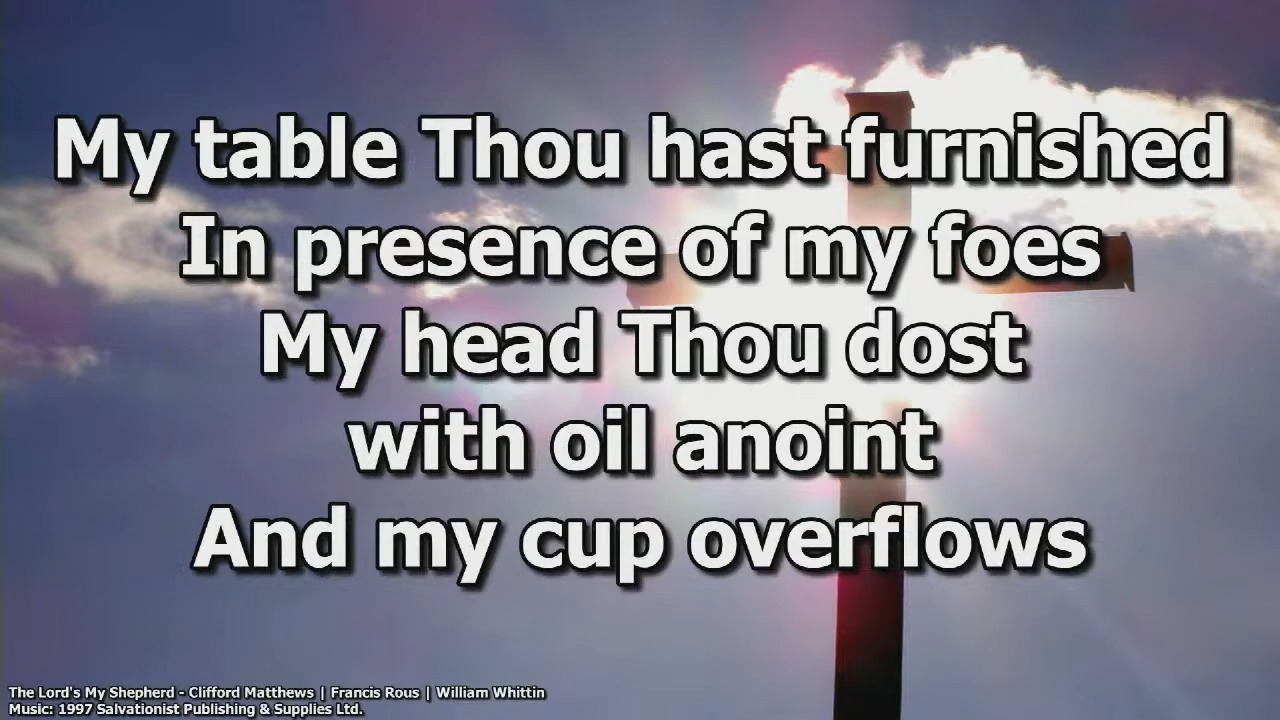 My table Thou hast furnished
In presence of my foes
My head Thou dost
with oil anoint
And my cup overflows
The Lord's My Shepherd - Clifford Matthews | Francis Rous | William Whittin
Music: 1997 Salvationist Publishing & Supplies Ltd.